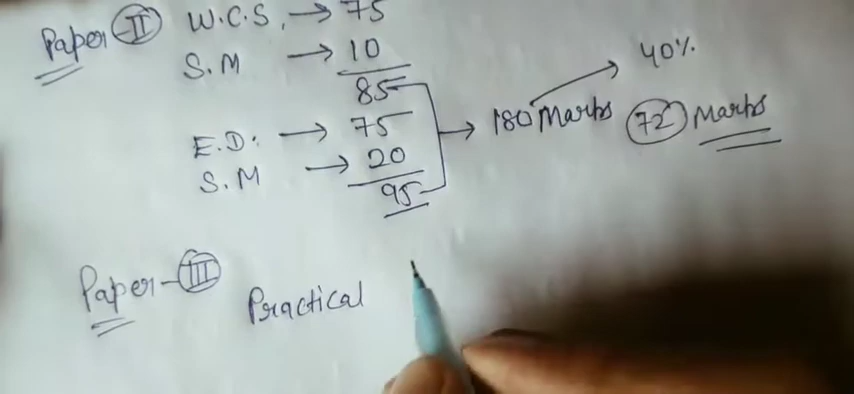 Paper-II W.C.S. → 75
S.M → 10
85
E.D. → 75
S.M → 20
95
→ 180 Marks → 40%
72 Marks
Paper-III Practical